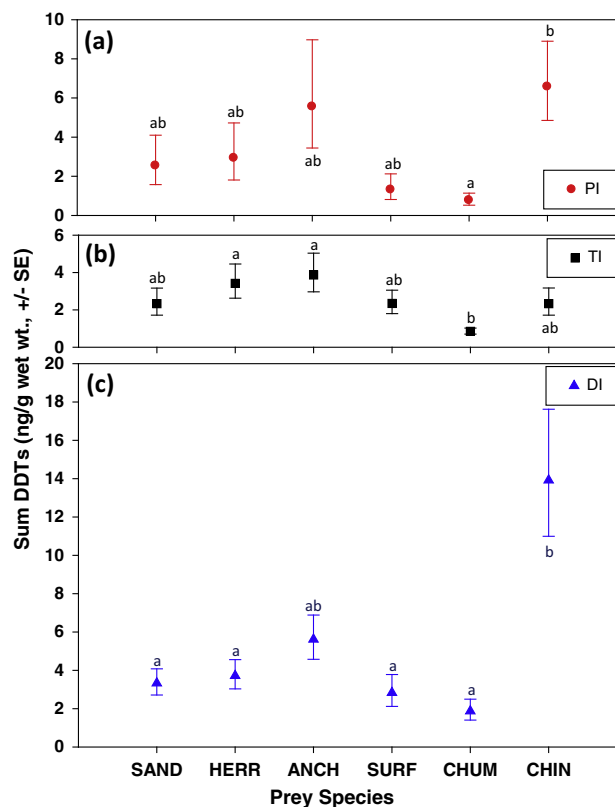 Sum DDTs (ng/g wet wt., +/- SE)
10
8
6
4
2
0
(a)
ab
ab
ab
ab
a
b
PI
6
4
2
0
(b)
ab
a
a
ab
b
ab
TI
20
18
16
14
12
10
8
6
4
2
0
(c)
a
a
ab
a
a
b
DI
SAND HERR ANCH SURF CHUM CHIN
Prey Species